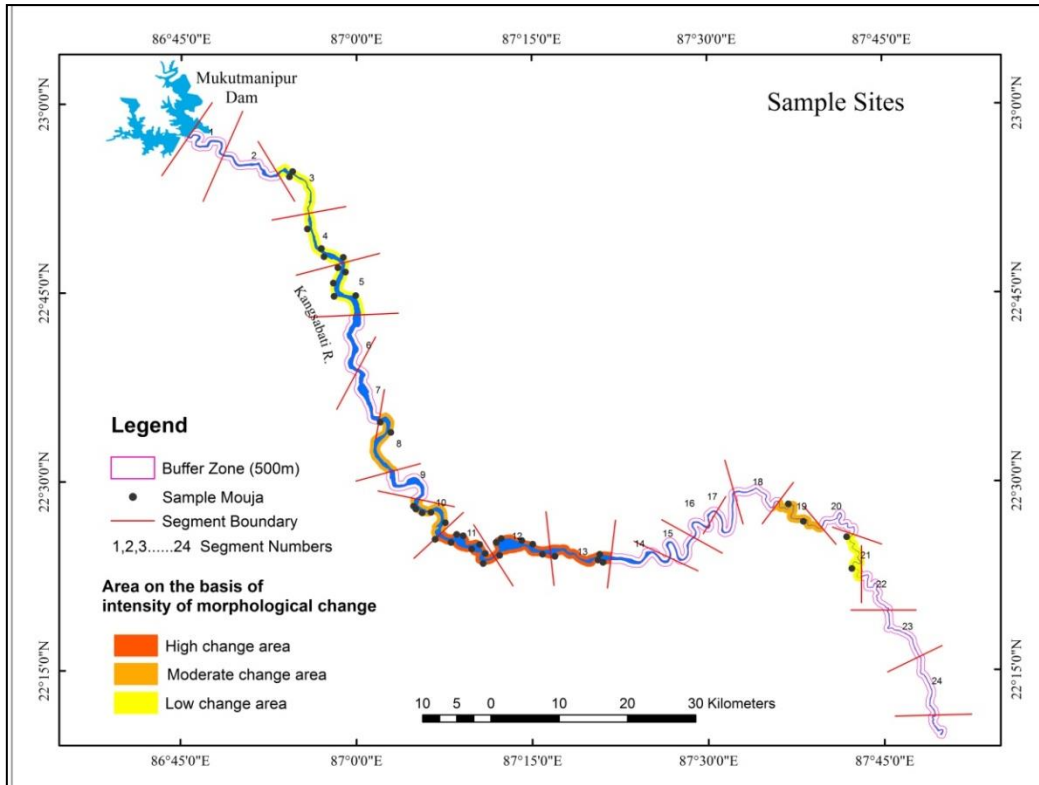 86°45'0"E 87°0'0"E 87°15'0"E 87°30'0"E 87°45'0"E
23°0'0"N
22°45'0"N
22°30'0"N
22°15'0"N
Mukutmanipur
Dam
Sample Sites
23°0'0"N
22°45'0"N
22°30'0"N
22°15'0"N
1
2
3
4
5
Kangsabati R.
6
7
8
9
10
11
12
13
14
15
16
17
18
19
20
21
22
23
24
Legend
Buffer Zone (500m)
Sample Mouja
Segment Boundary
1,2,3......24 Segment Numbers
Area on the basis of
intensity of morphological change
High change area
Moderate change area
Low change area
10 5 0 10 20 30 Kilometers
86°45'0"E 87°0'0"E 87°15'0"E 87°30'0"E 87°45'0"E